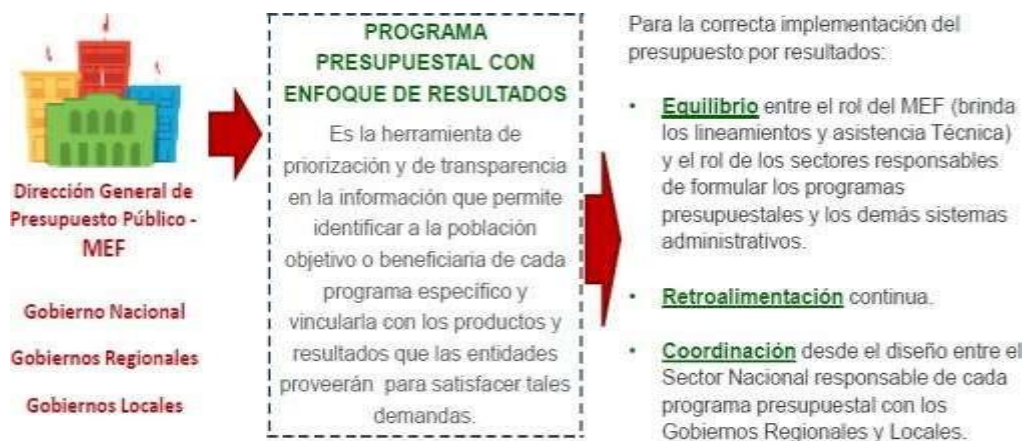 Dirección General de
Presupuesto Público -
MEF
Gobierno Nacional
Gobiernos Regionales
Gobiernos Locales
PROGRAMA
PRESUPUESTAL CON
ENFOQUE DE RESULTADOS
Es la herramienta de
priorización y de transparencia
en la información que permite
identificar a la población
objetivo o beneficiaria de cada
programa específico y
vincularla con los productos y
resultados que las entidades
proveerán para satisfacer tales
demandas.
Para la correcta implementación del
presupuesto por resultados:
• Equilibrio entre el rol del MEF (brinda
los lineamientos y asistencia Técnica)
y el rol de los sectores responsables
de formular los programas
presupuestales y los demás sistemas
administrativos.
• Retroalimentación continua.
• Coordinación desde el diseño entre el
Sector Nacional responsable de cada
programa presupuestal con los
Gobiernos Regionales y Locales.